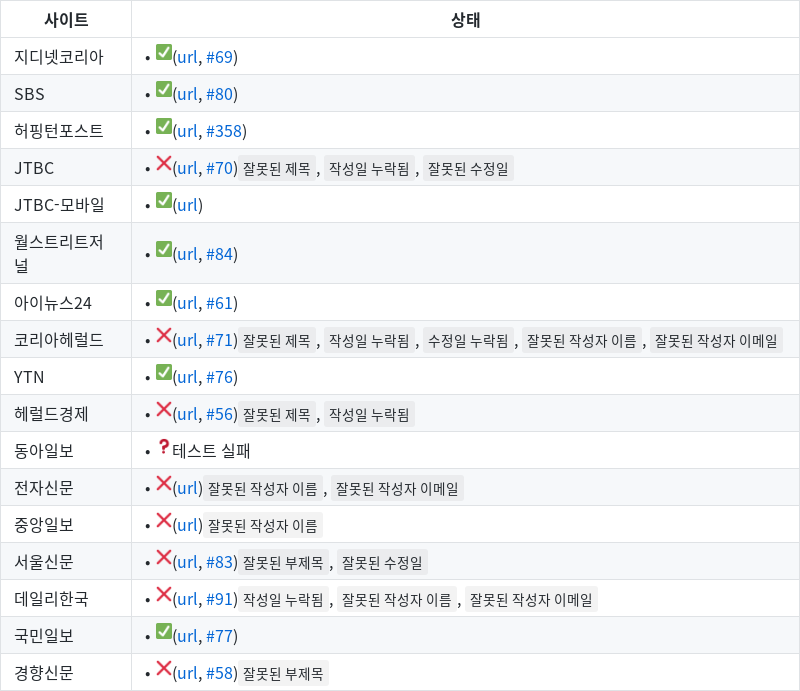 사이트 상태
지디넷코리아 • ✅(url, #69)
SBS • ✅(url, #80)
허핑턴포스트 • ✅(url, #358)
JTBC • ❌(url, #70) 잘못된 제목 , 작성일 누락됨 , 잘못된 수정일
JTBC-모바일 • ✅(url)
월스트리트저
널 • ✅(url, #84)
아이뉴스24 • ✅(url, #61)
코리아헤럴드 • ❌(url, #71) 잘못된 제목 , 작성일 누락됨 , 수정일 누락됨 , 잘못된 작성자 이름 , 잘못된 작성자 이메일
YTN • ✅(url, #76)
헤럴드경제 • ❌(url, #56) 잘못된 제목 , 작성일 누락됨
동아일보 • ❓테스트 실패
전자신문 • ❌(url) 잘못된 작성자 이름 , 잘못된 작성자 이메일
중앙일보 • ❌(url) 잘못된 작성자 이름
서울신문 • ❌(url, #83) 잘못된 부제목 , 잘못된 수정일
데일리한국 • ❌(url, #91) 작성일 누락됨 , 잘못된 작성자 이름 , 잘못된 작성자 이메일
국민일보 • ✅(url, #77)
경향신문 • ❌(url, #58) 잘못된 부제목